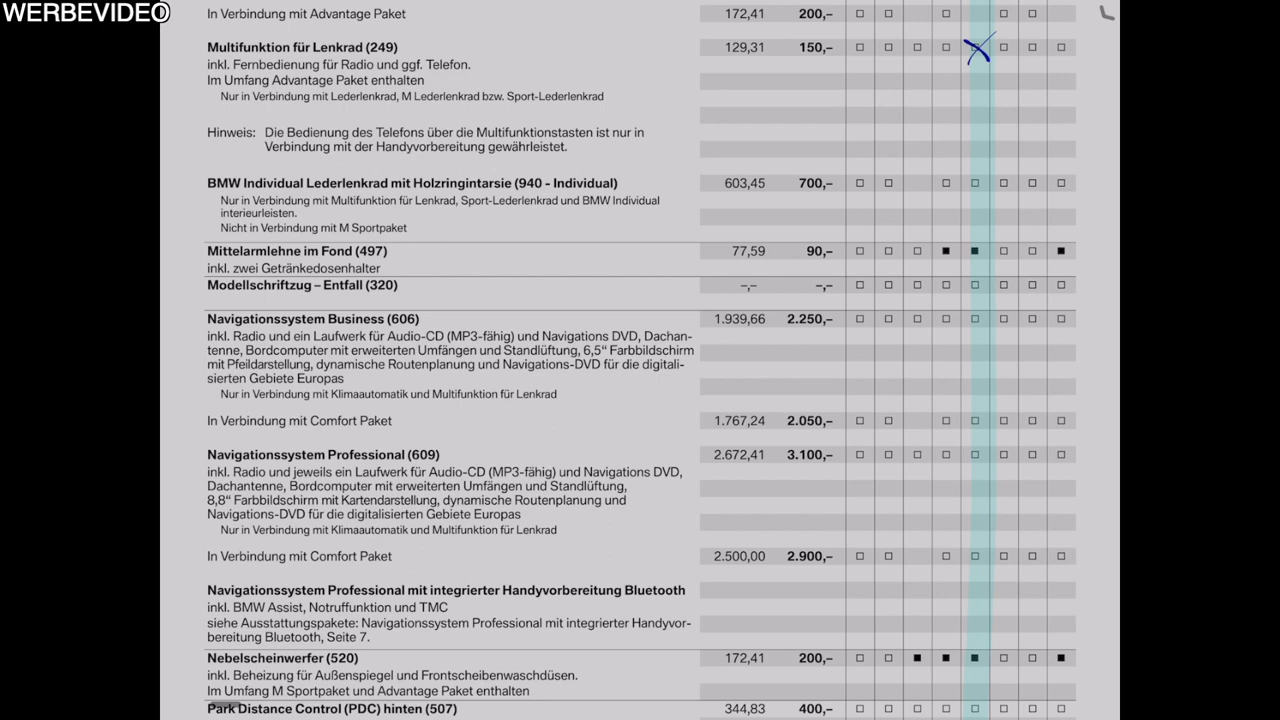 WERBEVIDEO
In Verbindung mit Advantage Paket 172,41 200,–
Multifunktion für Lenkrad (249) 129,31 150,–
inkl. Fernbedienung für Radio und ggf. Telefon.
Im Umfang Advantage Paket enthalten
Nur in Verbindung mit Lederlenkrad, M Lederlenkrad bzw. Sport-Lederlenkrad
Hinweis: Die Bedienung des Telefons über die Multifunktionstasten ist nur in
Verbindung mit der Handyvorbereitung gewährleistet.
BMW Individual Lederlenkrad mit Holzringintarsie (940 - Individual) 603,45 700,–
Nur in Verbindung mit Multifunktion für Lenkrad, Sport-Lederlenkrad und BMW Individual
interieurleisten.
Nicht in Verbindung mit M Sportpaket
Mittelarmlehne im Fond (497) 77,59 90,–
inkl. zwei Getränkedosenhalter
Modellschriftzug – Entfall (320) –,– –,–
Navigationssystem Business (606) 1.939,66 2.250,–
inkl. Radio und ein Laufwerk für Audio-CD (MP3-fähig) und Navigations DVD, Dachan-
tenne, Bordcomputer mit erweiterten Umfängen und Standlüftung, 6,5“ Farbbildschirm
mit Pfeildarstellung, dynamische Routenplanung und Navigations-DVD für die digitali-
sierten Gebiete Europas
Nur in Verbindung mit Klimaautomatik und Multifunktion für Lenkrad
In Verbindung mit Comfort Paket 1.767,24 2.050,–
Navigationssystem Professional (609) 2.672,41 3.100,–
inkl. Radio und jeweils ein Laufwerk für Audio-CD (MP3-fähig) und Navigations DVD,
Dachantenne, Bordcomputer mit erweiterten Umfängen und Standlüftung,
8,8“ Farbbildschirm mit Kartendarstellung, dynamische Routenplanung und
Navigations-DVD für die digitalisierten Gebiete Europas
Nur in Verbindung mit Klimaautomatik und Multifunktion für Lenkrad
In Verbindung mit Comfort Paket 2.500,00 2.900,–
Navigationssystem Professional mit integrierter Handyvorbereitung Bluetooth
inkl. BMW Assist, Notruffunktion und TMC
siehe Ausstattungspakete: Navigationssystem Professional mit integrierter Handyvor-
bereitung Bluetooth, Seite 7.
Nebelscheinwerfer (520) 172,41 200,–
inkl. Beheizung für Außenspiegel und Frontscheibenwaschdüsen.
Im Umfang M Sportpaket und Advantage Paket enthalten
Park Distance Control (PDC) hinten (507) 344,83 400,–